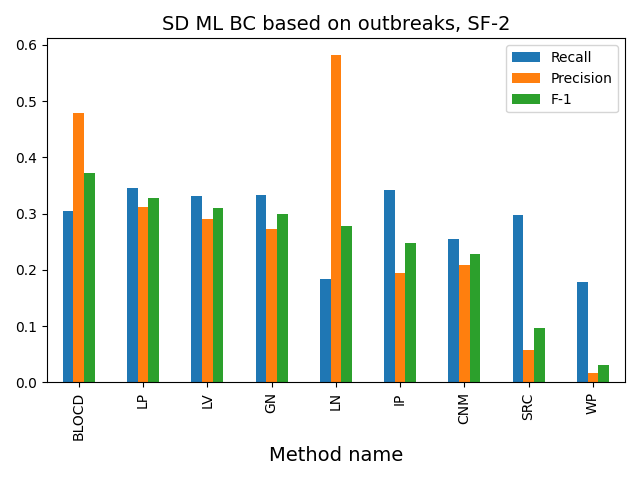 SD ML BC based on outbreaks, SF-2
0.6
0.5
0.4
0.3
0.2
0.1
0.0
Recall
Precision
F-1
BLOCD
LP
LV
GN
LN
IP
CNM
SRC
WP
Method name